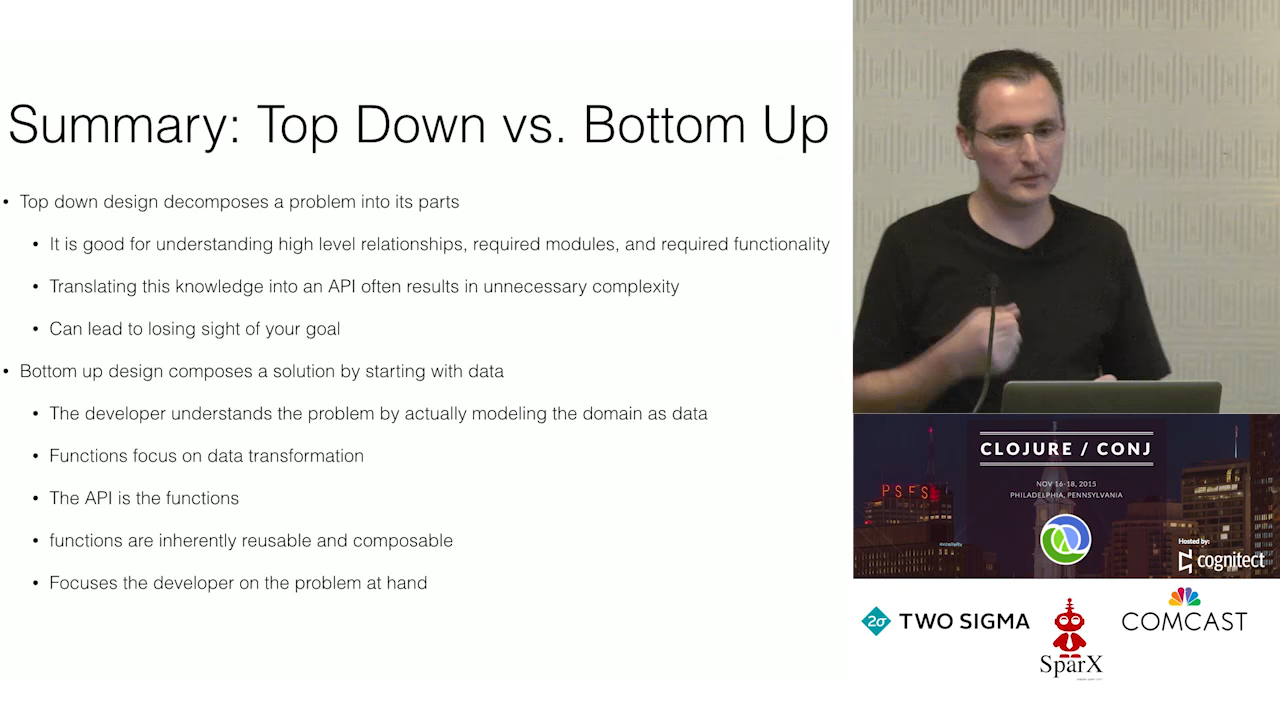 Summary: Top Down vs. Bottom Up
• Top down design decomposes a problem into its parts
• It is good for understanding high level relationships, required modules, and required functionality
• Translating this knowledge into an API often results in unnecessary complexity
• Can lead to losing sight of your goal
• Bottom up design composes a solution by starting with data
• The developer understands the problem by actually modeling the domain as data
• Functions focus on data transformation
• The API is the functions
• functions are inherently reusable and composable
• Focuses the developer on the problem at hand
CLOJURE / CONJ
NOV 16-18, 2015
PHILADELPHIA, PENNSYLVANIA
PSFS
Hosted by:
cognitect
2σ TWO SIGMA
SparX
COMCAST